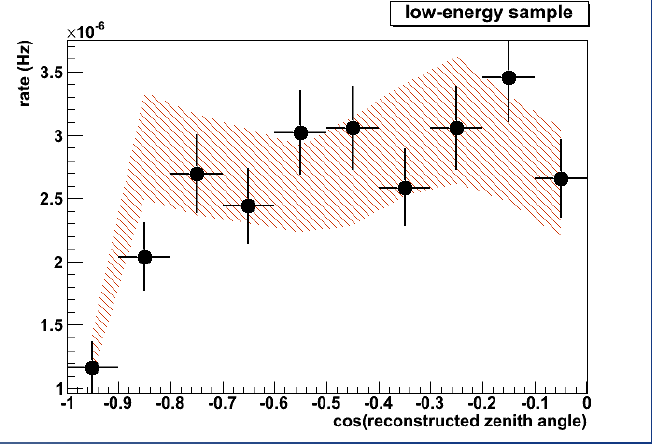 low-energy sample
×10-6
rate (Hz)
3.5
3
2.5
2
1.5
1
-1 -0.9 -0.8 -0.7 -0.6 -0.5 -0.4 -0.3 -0.2 -0.1 0
cos(reconstructed zenith angle)